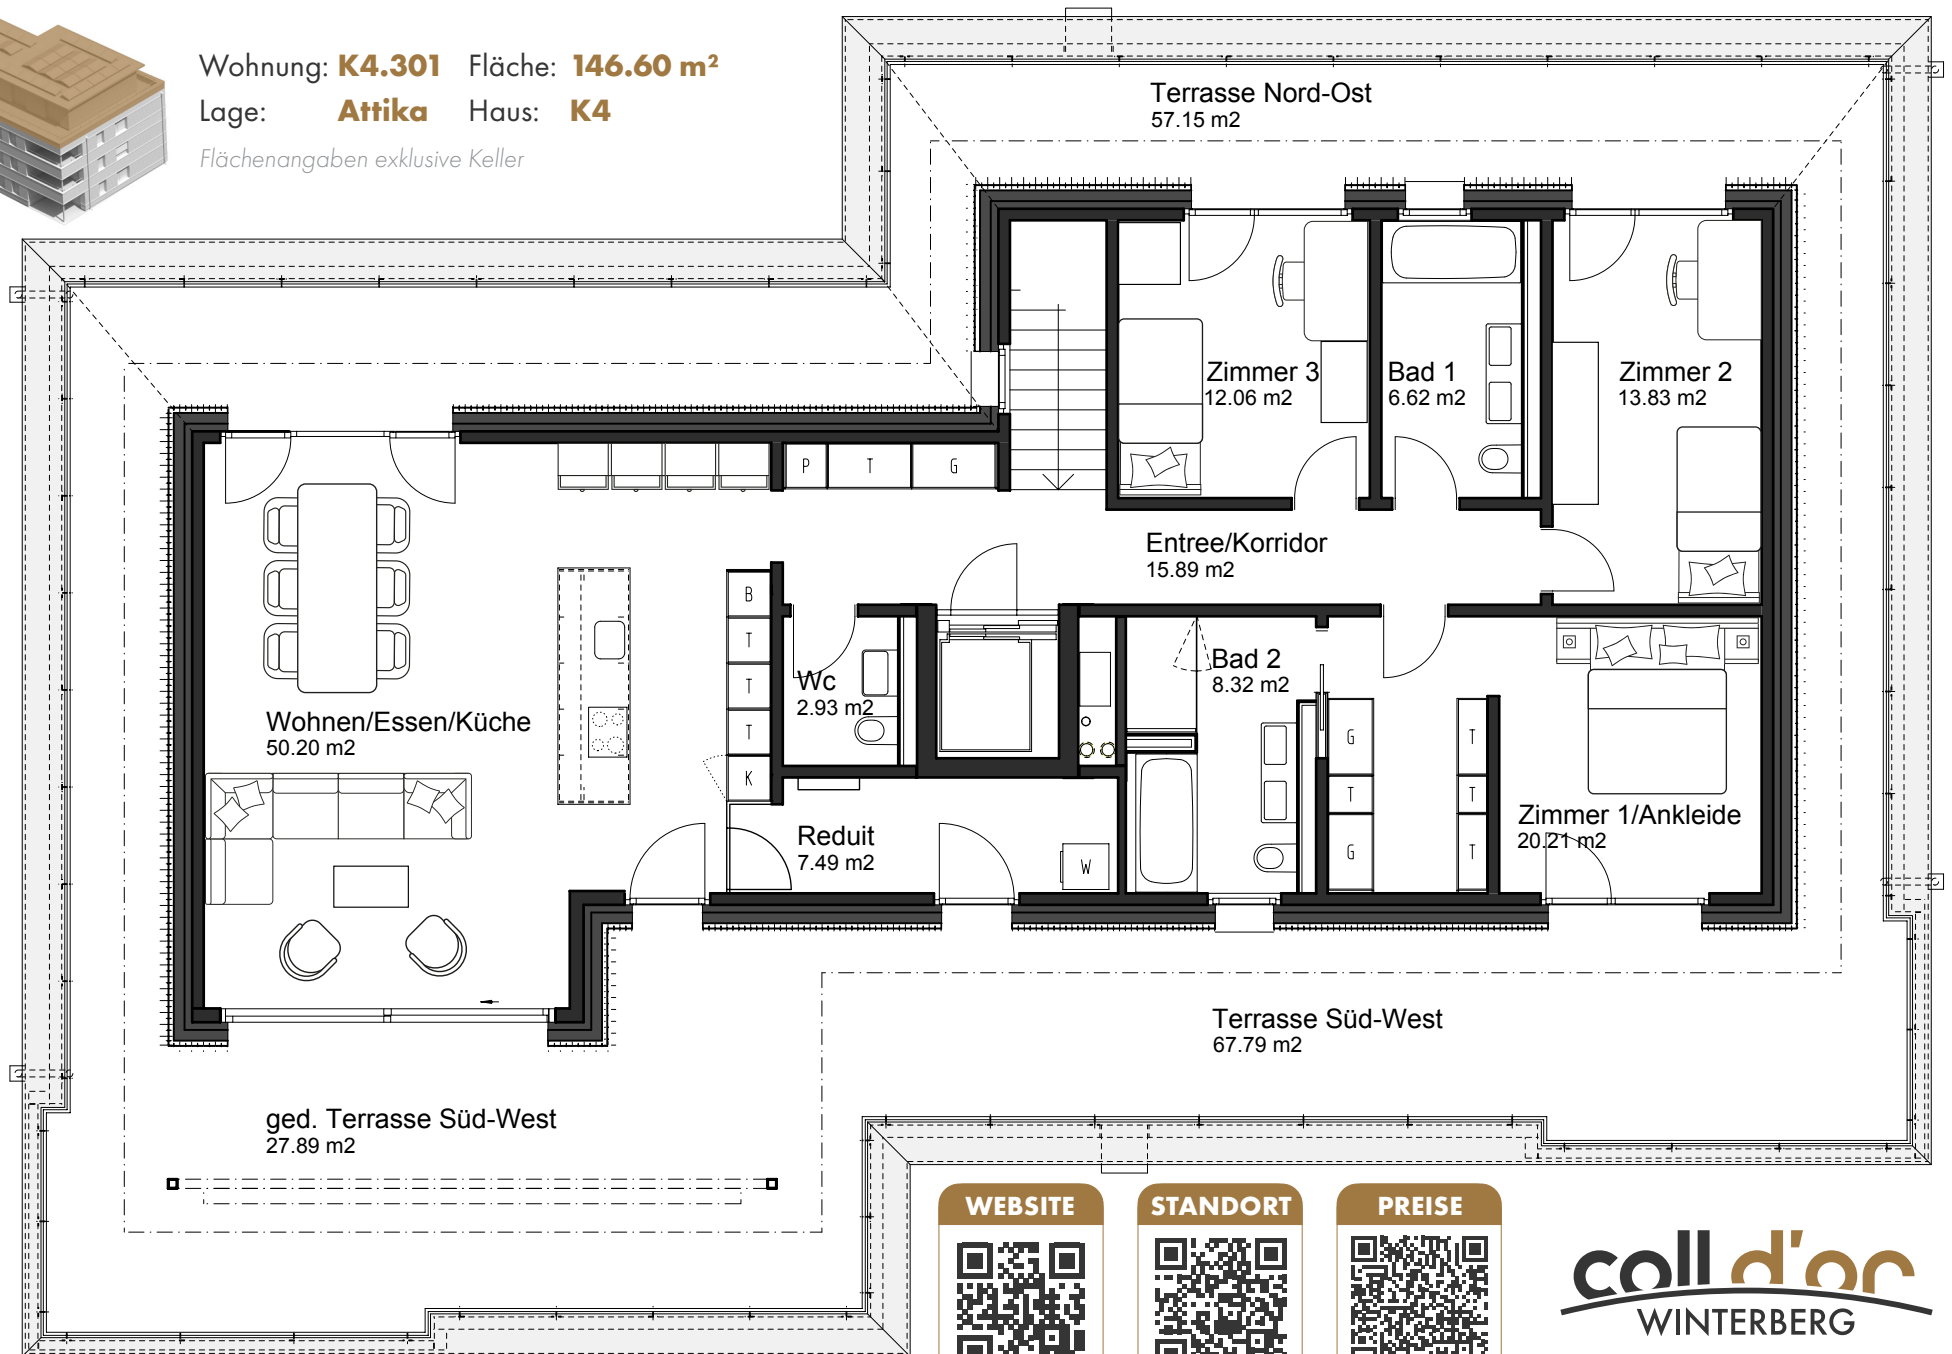 Wohnung: K4.301 Fläche: 146.60 m²
Lage: Attika Haus: K4
Flächenangaben exklusive Keller
Terrasse Nord-Ost
57.15 m2
Zimmer 3
12.06 m2
Bad 1
6.62 m2
Zimmer 2
13.83 m2
P T G
Entree/Korridor
15.89 m2
B
T
T
T
K
Wc
2.93 m2
Bad 2
8.32 m2
Wohnen/Essen/Küche
50.20 m2
G
T
G
T
T
T
Zimmer 1/Ankleide
20.21 m2
Reduit
7.49 m2
W
Terrasse Süd-West
67.79 m2
ged. Terrasse Süd-West
27.89 m2
WEBSITE
STANDORT
PREISE
coll d'or
WINTERBERG